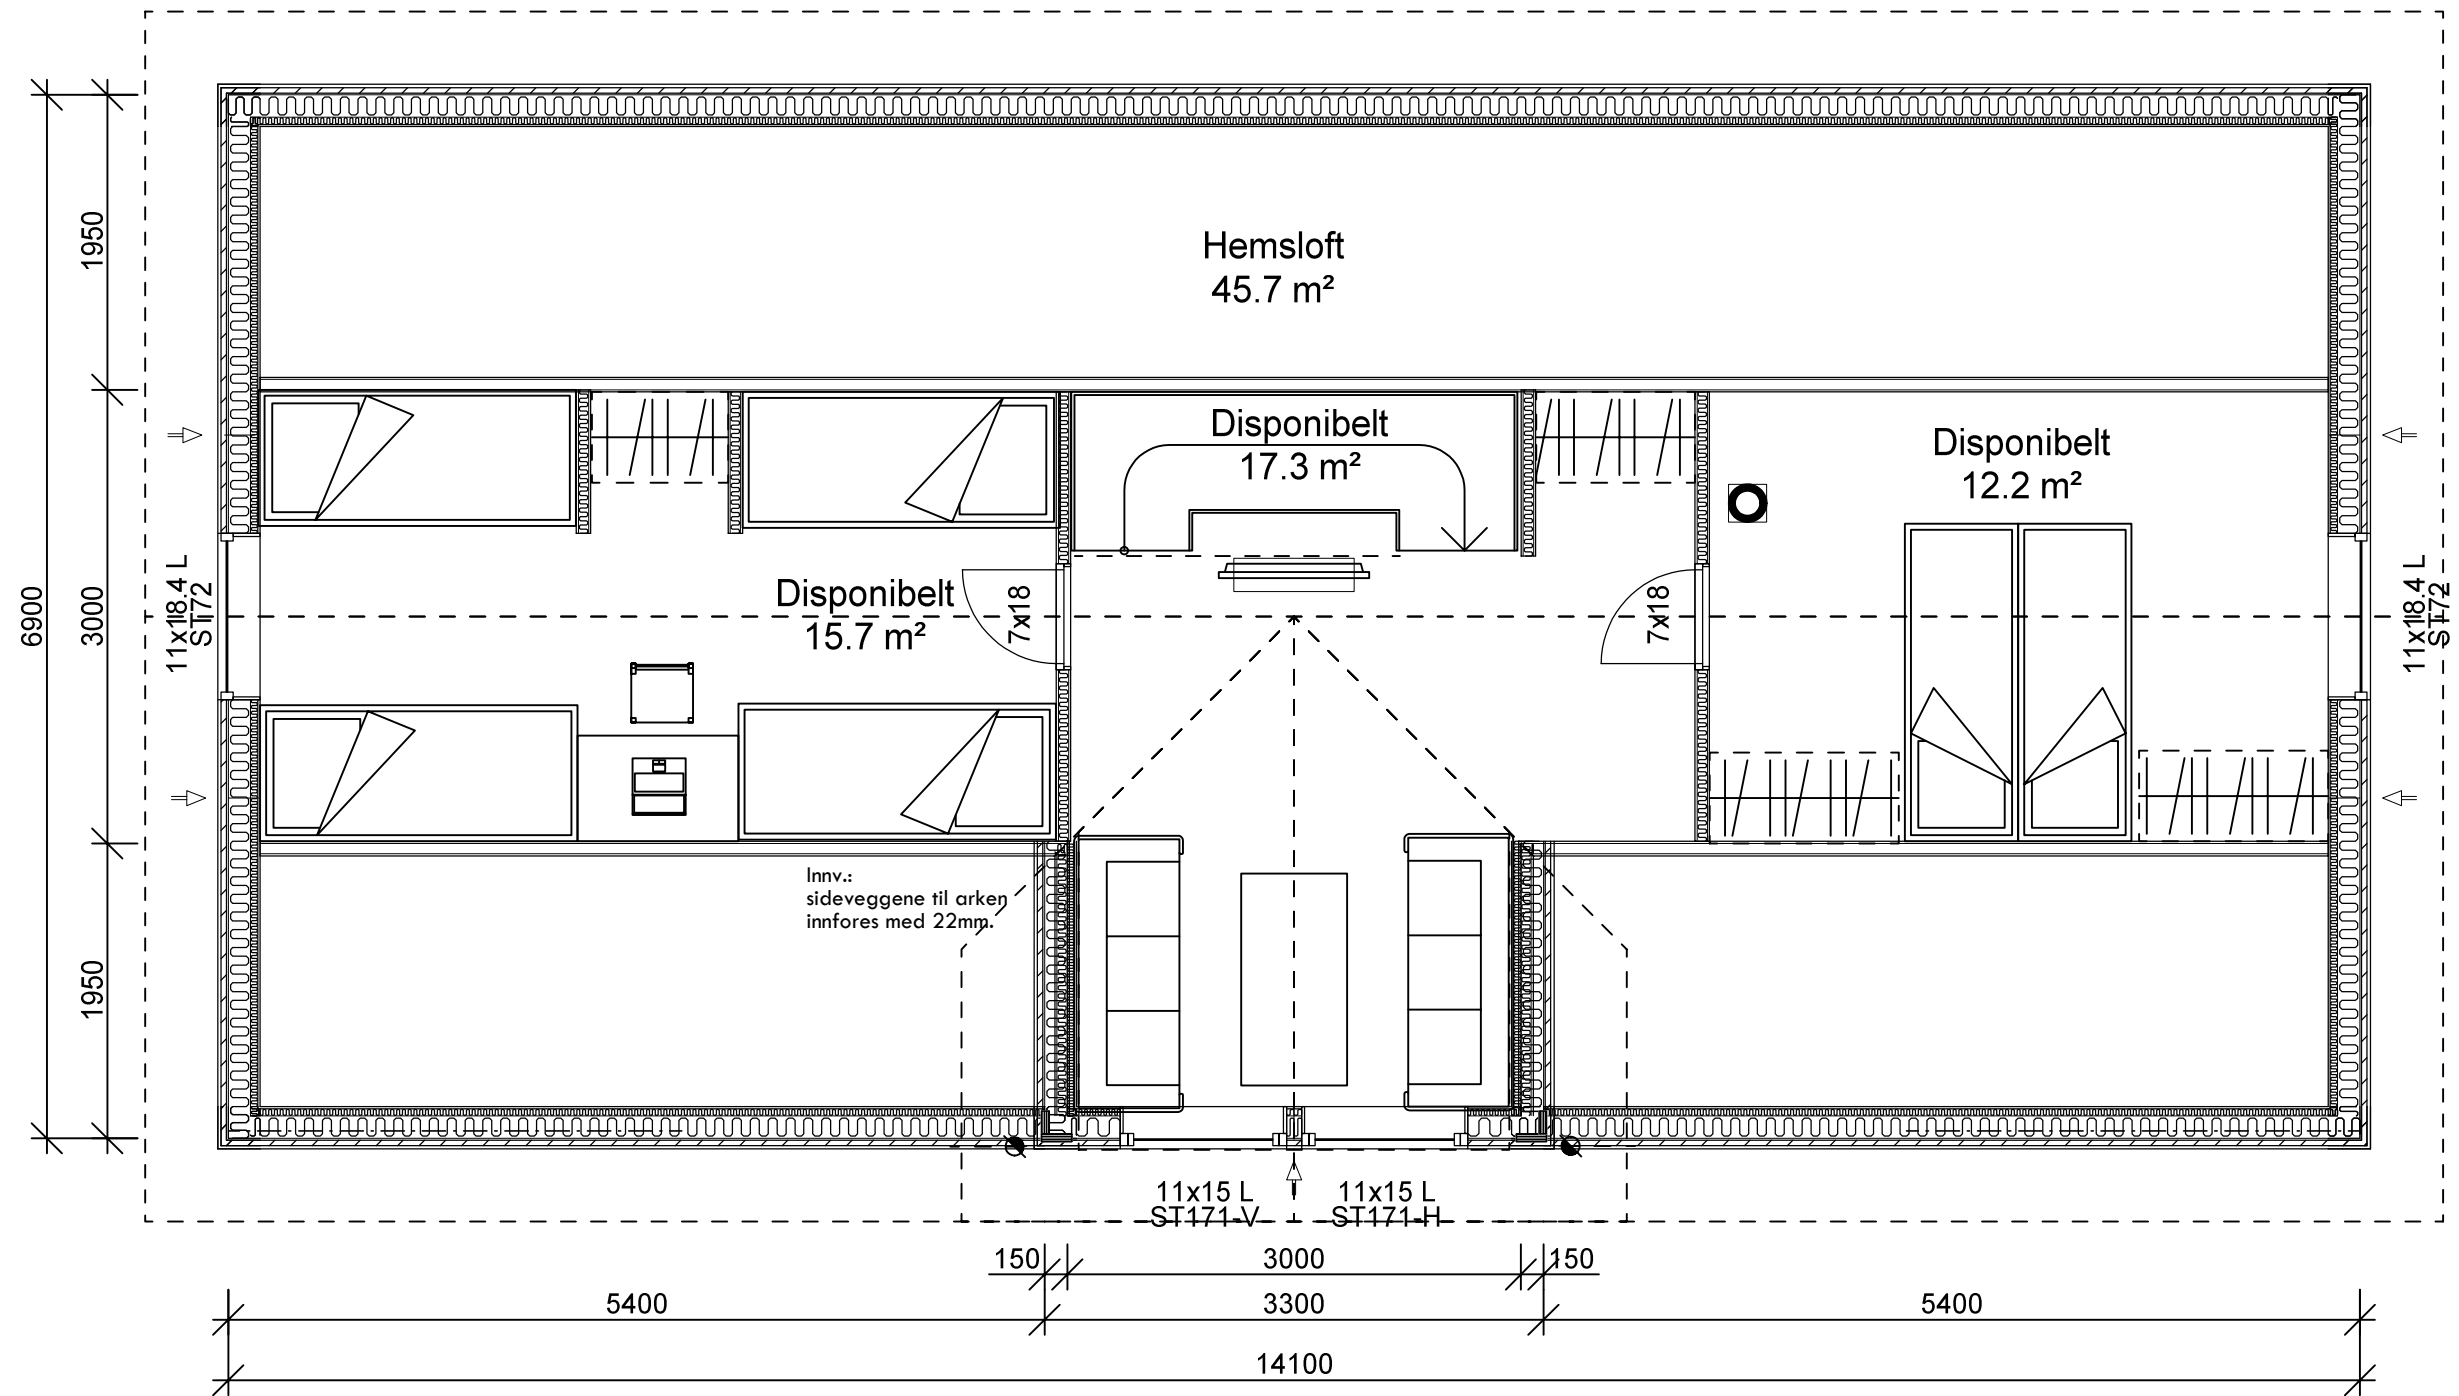 Hemsloft
45.7 m²
Disponibelt
17.3 m²
Disponibelt
12.2 m²
Disponibelt
15.7 m²
7x18
7x18
11x18.4 L
ST172
11x18.4 L
ST172
6900
1950
3000
1950
Innv.:
sideveggene til arken
innfores med 22mm.
11x15 L
ST171-V
11x15 L
ST171-H
150
3000
150
5400
3300
5400
14100